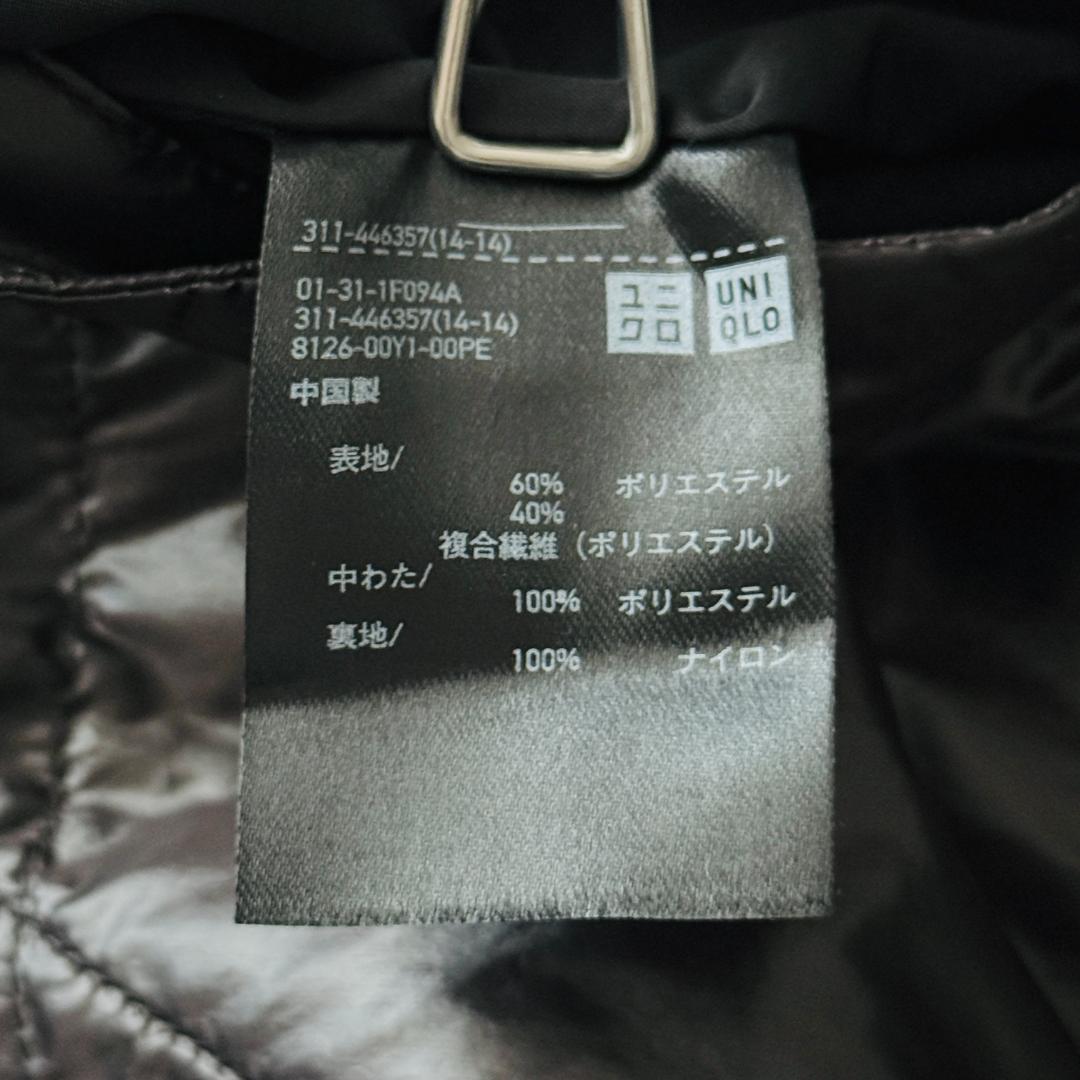 311-446357(14-14)
01-31-1F094A
311-446357(14-14)
8126-00Y1-00PE
ユニ
クロ
UNI
QLO
中国製
表地/
60% ポリエステル
40%
複合繊維(ポリエステル)
中わた/
100% ポリエステル
裏地/
100% ナイロン